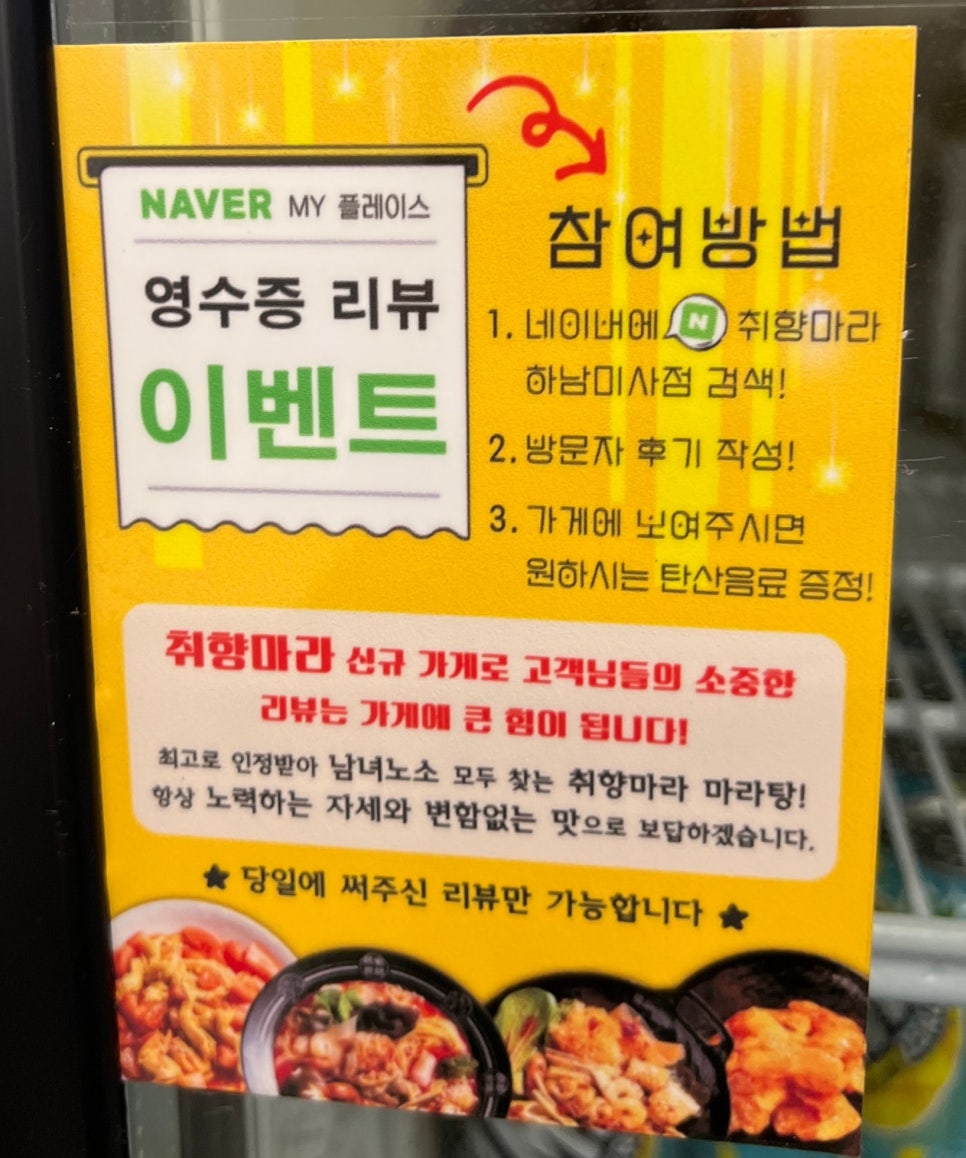 NAVER MY 플레이스
영수증 리뷰
이벤트
참여방법
1. 네이버에 N 취향마라
하남미사점 검색!
2. 방문자 후기 작성!
3. 가게에 보여주시면
원하시는 탄산음료 증정!
취향마라 신규 가게로 고객님들의 소중한
리뷰는 가게에 큰 힘이 됩니다!
최고로 인정받아 남녀노소 모두 찾는 취향마라 마라탕!
항상 노력하는 자세와 변함없는 맛으로 보답하겠습니다.
★ 당일에 써주신 리뷰만 가능합니다 ★